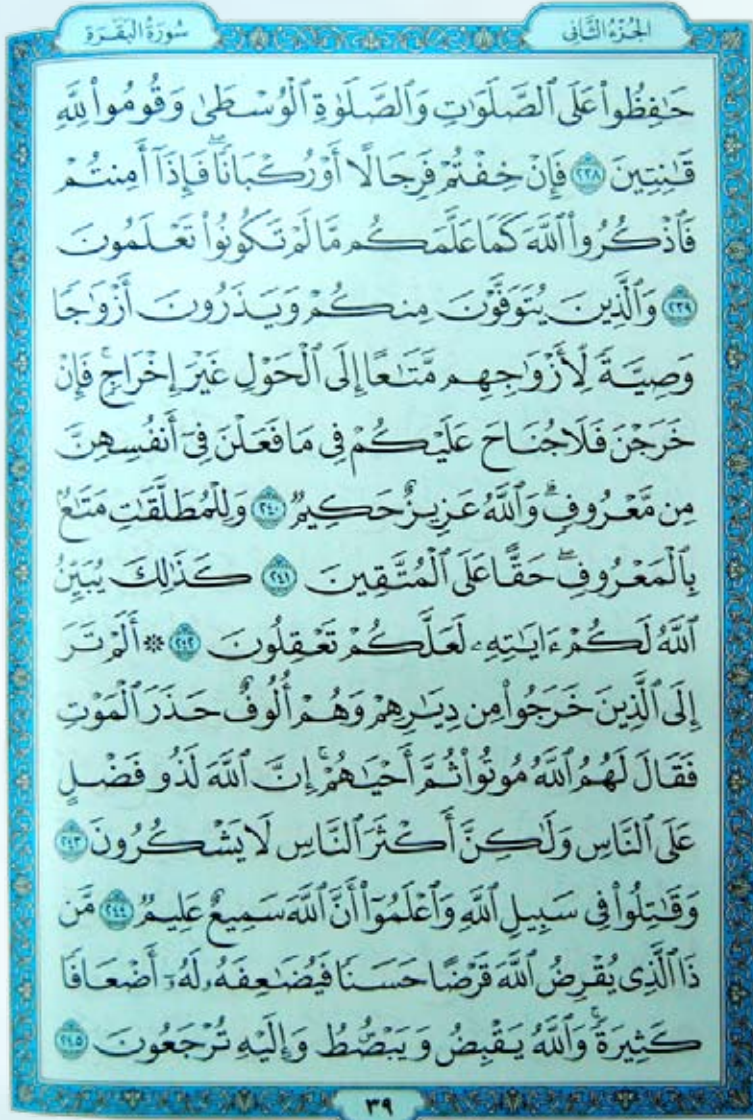 الجُزْءُ الثَّانِى
سُورَةُ البَقَرَةِ
حَٰفِظُوا۟ عَلَى ٱلصَّلَوَٰتِ وَٱلصَّلَوٰةِ ٱلْوُسْطَىٰ وَقُومُوا۟ لِلَّهِ
قَٰنِتِينَ ٢٣٨ فَإِنْ خِفْتُمْ فَرِجَالًا أَوْ رُكْبَانًا ۖ فَإِذَآ أَمِنتُمْ
فَٱذْكُرُوا۟ ٱللَّهَ كَمَا عَلَّمَكُم مَّا لَمْ تَكُونُوا۟ تَعْلَمُونَ
٢٣٩ وَٱلَّذِينَ يُتَوَفَّوْنَ مِنكُمْ وَيَذَرُونَ أَزْوَٰجًا
وَصِيَّةً لِّأَزْوَٰجِهِم مَّتَٰعًا إِلَى ٱلْحَوْلِ غَيْرَ إِخْرَاجٍ ۚ فَإِنْ
خَرَجْنَ فَلَا جُنَاحَ عَلَيْكُمْ فِى مَا فَعَلْنَ فِىٓ أَنفُسِهِنَّ
مِن مَّعْرُوفٍ ۗ وَٱللَّهُ عَزِيزٌ حَكِيمٌ ٢٤٠ وَلِلْمُطَلَّقَٰتِ مَتَٰعٌۢ
بِٱلْمَعْرُوفِ ۖ حَقًّا عَلَى ٱلْمُتَّقِينَ ٢٤١ كَذَٰلِكَ يُبَيِّنُ
ٱللَّهُ لَكُمْ ءَايَٰتِهِۦ لَعَلَّكُمْ تَعْقِلُونَ ٢٤٢ ۞ أَلَمْ تَرَ
إِلَى ٱلَّذِينَ خَرَجُوا۟ مِن دِيَٰرِهِمْ وَهُمْ أُلُوفٌ حَذَرَ ٱلْمَوْتِ
فَقَالَ لَهُمُ ٱللَّهُ مُوتُوا۟ ثُمَّ أَحْيَٰهُمْ ۚ إِنَّ ٱللَّهَ لَذُو فَضْلٍ
عَلَى ٱلنَّاسِ وَلَٰكِنَّ أَكْثَرَ ٱلنَّاسِ لَا يَشْكُرُونَ ٢٤٣
وَقَٰتِلُوا۟ فِى سَبِيلِ ٱللَّهِ وَٱعْلَمُوٓا۟ أَنَّ ٱللَّهَ سَمِيعٌ عَلِيمٌ ٢٤٤ مَّن
ذَا ٱلَّذِى يُقْرِضُ ٱللَّهَ قَرْضًا حَسَنًا فَيُضَٰعِفَهُۥ لَهُۥٓ أَضْعَافًا
كَثِيرَةً ۚ وَٱللَّهُ يَقْبِضُ وَيَبْصُۜطُ وَإِلَيْهِ تُرْجَعُونَ ٢٤٥
٣٩